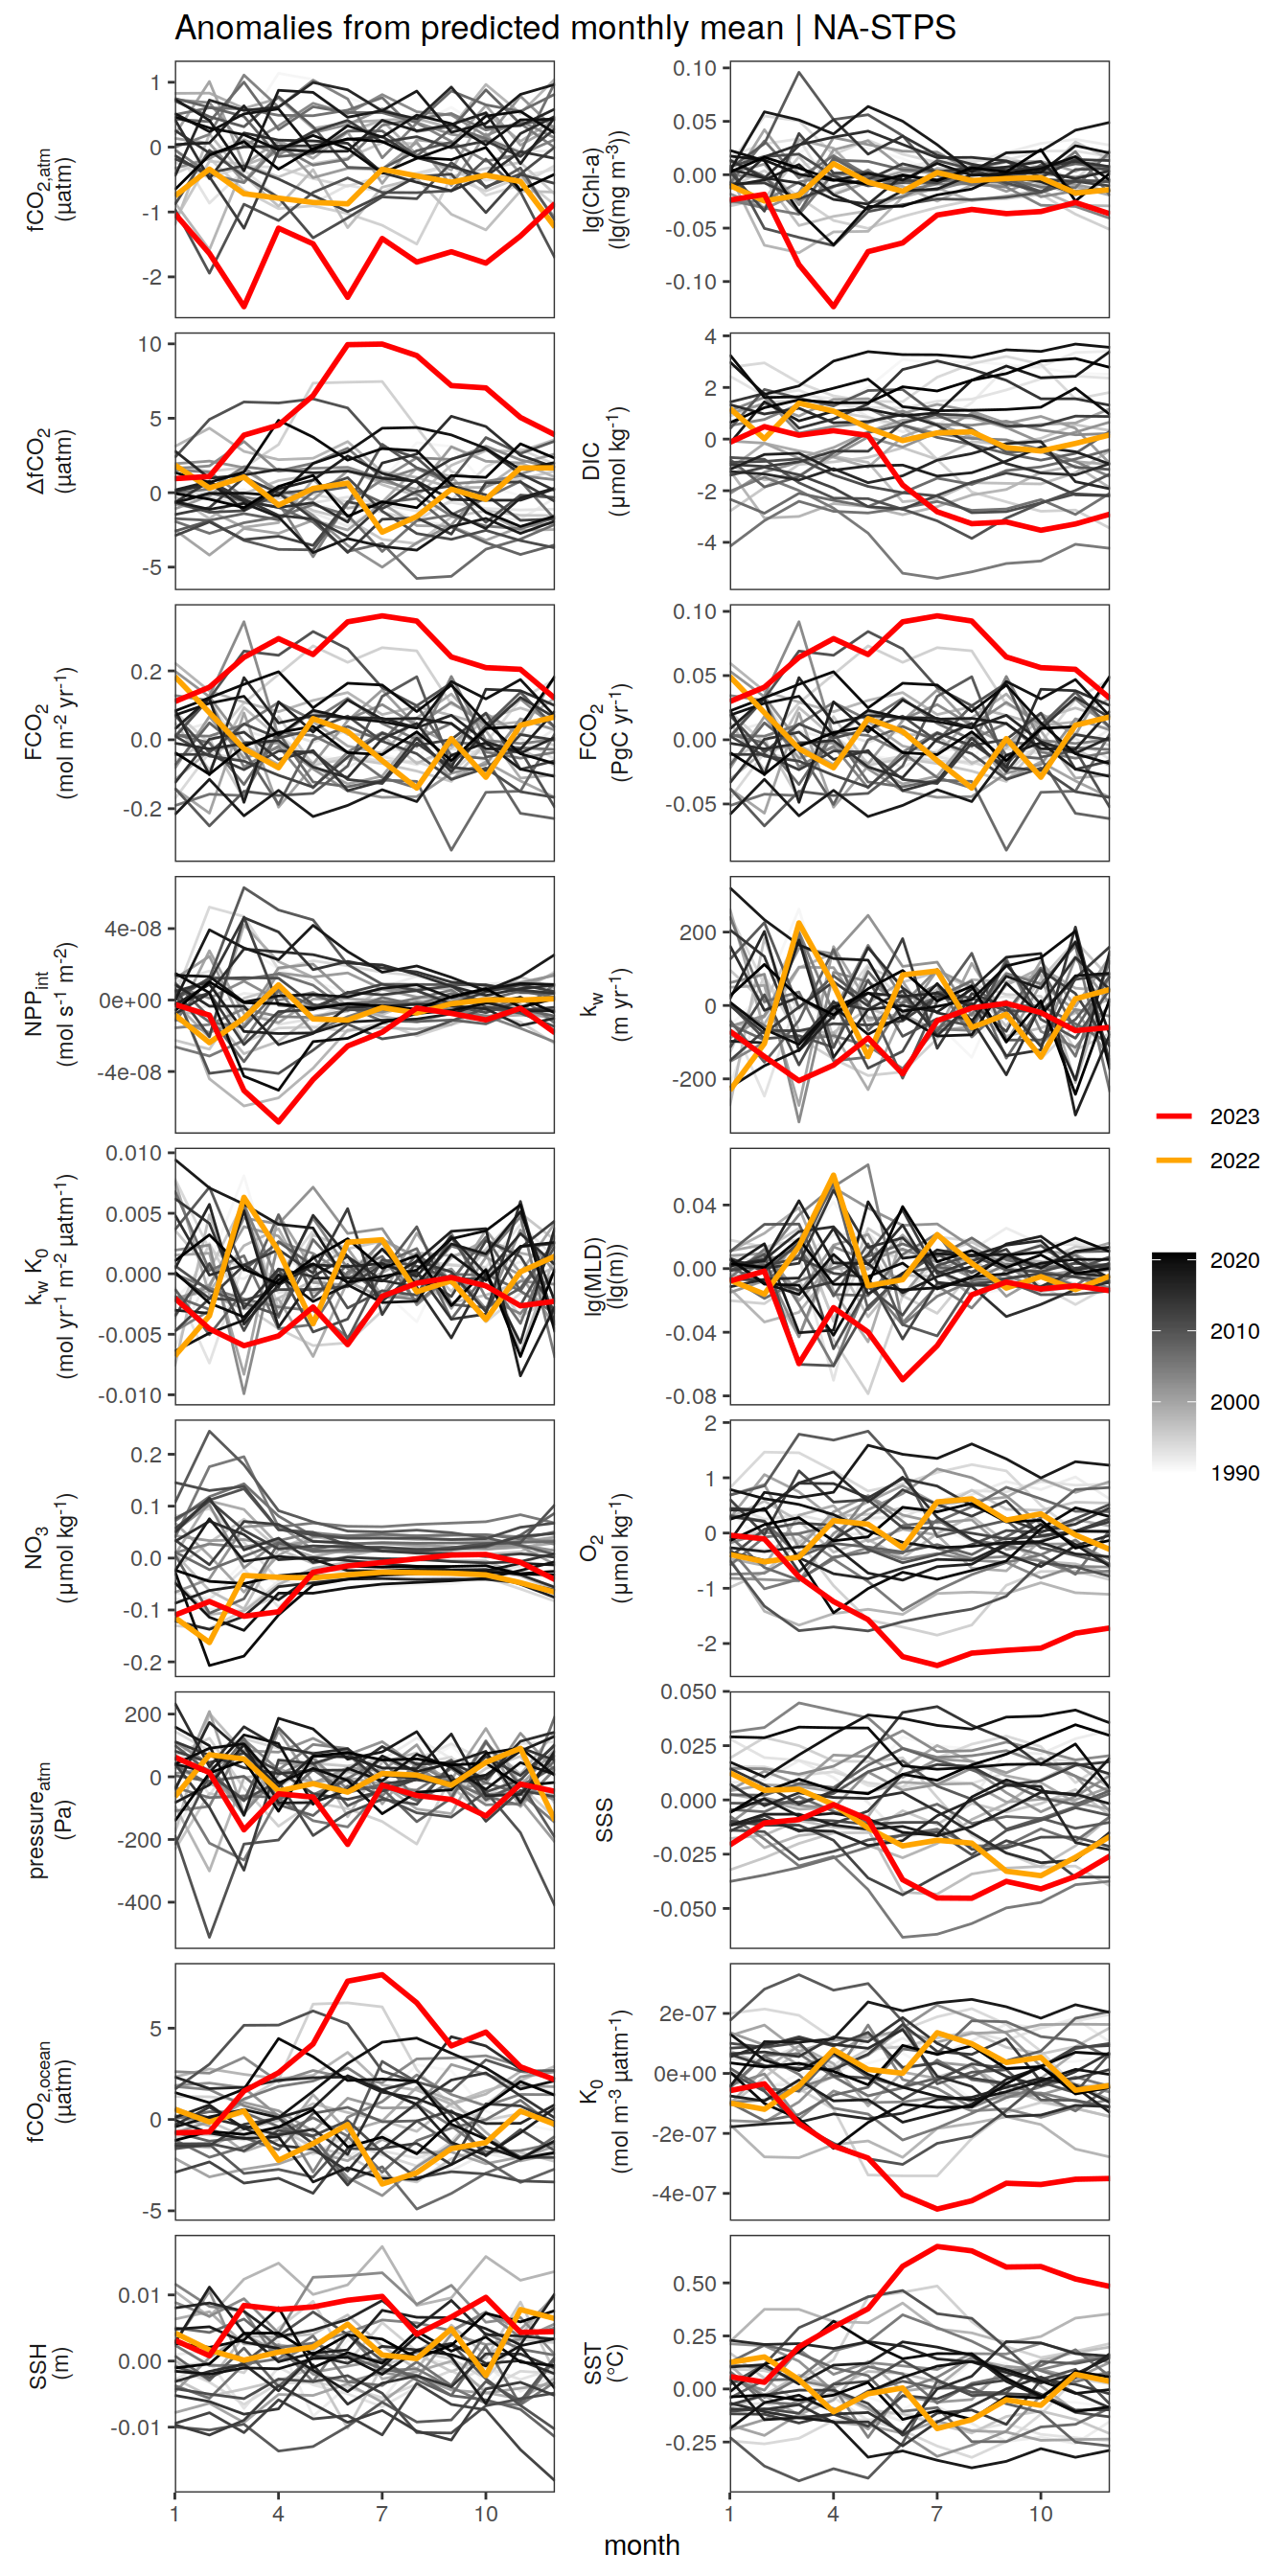 Anomalies from predicted monthly mean | NA-STPS
fCO2,atm
(µatm)
1
0
-1
-2
lg(Chl-a)
(lg(mg m-3))
0.10
0.05
0.00
-0.05
-0.10
ΔfCO2
(µatm)
10
5
0
-5
DIC
(µmol kg-1)
4
2
0
-2
-4
FCO2
(mol m-2 yr-1)
0.2
0.0
-0.2
FCO2
(PgC yr-1)
0.10
0.05
0.00
-0.05
NPPint
(mol s-1 m-2)
4e-08
0e+00
-4e-08
kw
(m yr-1)
200
0
-200
kw K0
(mol yr-1 m-2 µatm-1)
0.010
0.005
0.000
-0.005
-0.010
lg(MLD)
(lg(m))
0.04
0.00
-0.04
-0.08
NO3
(µmol kg-1)
0.2
0.1
0.0
-0.1
-0.2
O2
(µmol kg-1)
2
1
0
-1
-2
pressureatm
(Pa)
200
0
-200
-400
SSS
0.050
0.025
0.000
-0.025
-0.050
fCO2,ocean
(µatm)
5
0
-5
K0
(mol m-3 µatm-1)
2e-07
0e+00
-2e-07
-4e-07
SSH
(m)
0.01
0.00
-0.01
SST
(°C)
0.50
0.25
0.00
-0.25
1 4 7 10
1 4 7 10
month
2023
2022
2020
2010
2000
1990